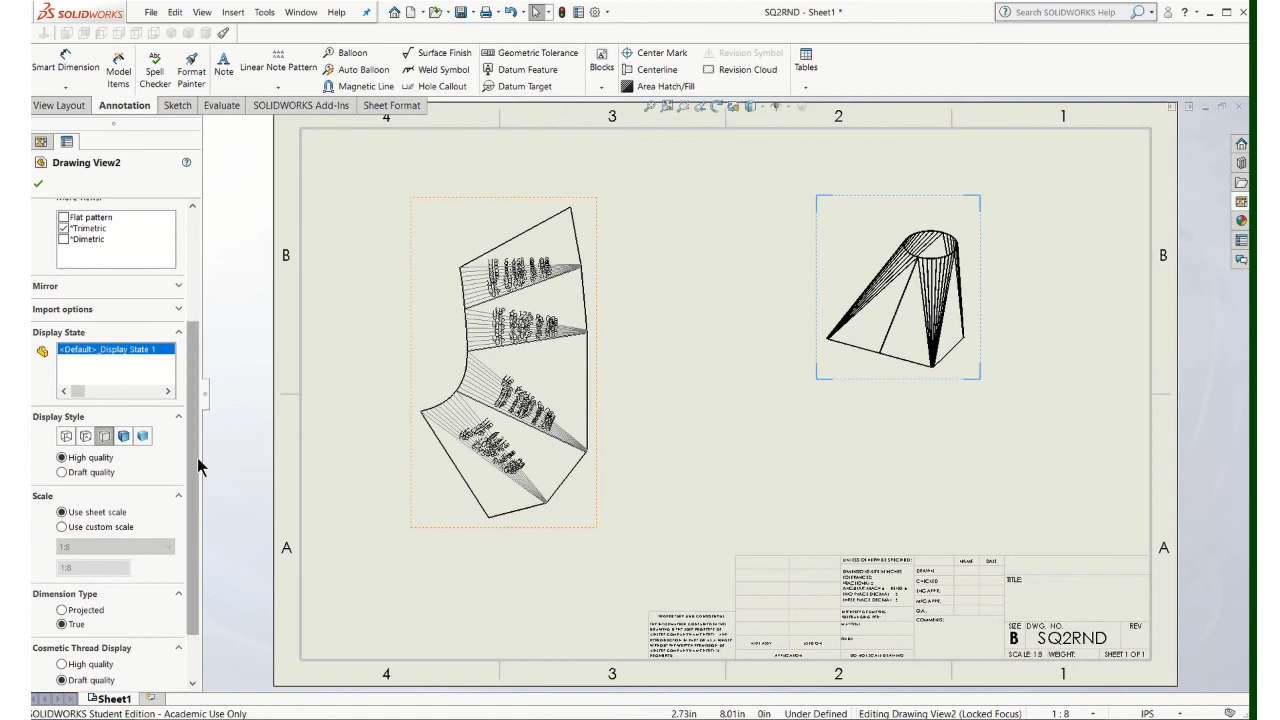 SOLIDWORKS File Edit View Insert Tools Window Help SQ2RND - Sheet1 * Search SOLIDWORKS Help ?
Smart Dimension Model Items Spell Checker Format Painter Note Linear Note Pattern Balloon Surface Finish Geometric Tolerance Blocks Center Mark Revision Symbol Tables
Auto Balloon Weld Symbol Datum Feature Centerline Revision Cloud
Magnetic Line Hole Callout Datum Target Area Hatch/Fill
View Layout Annotation Sketch Evaluate SOLIDWORKS Add-Ins Sheet Format
4 3 2 1
Drawing View2
More views:
Flat pattern
*Trimetric
*Dimetric
B B
Mirror
Import options
Display State
<Default>_Display State 1
Display Style
High quality
Draft quality
Scale
Use sheet scale
Use custom scale
1:8
1:8
A A
Dimension Type
Projected
True
Cosmetic Thread Display
High quality
Draft quality
UNLESS OTHERWISE SPECIFIED: NAME DATE
DRAWN
CHECKED
ENG APPR.
MFG APPR.
Q.A.
COMMENTS:
TITLE:
PROPRIETARY AND CONFIDENTIAL
APPLICATION DO NOT SCALE DRAWING
SIZE DWG. NO. REV
B SQ2RND
SCALE: 1:8 WEIGHT: SHEET 1 OF 1
4 3 2 1
Sheet1
SOLIDWORKS Student Edition - Academic Use Only 2.73in 8.01in 0in Under Defined Editing Drawing View2 (Locked Focus) 1 : 8 IPS